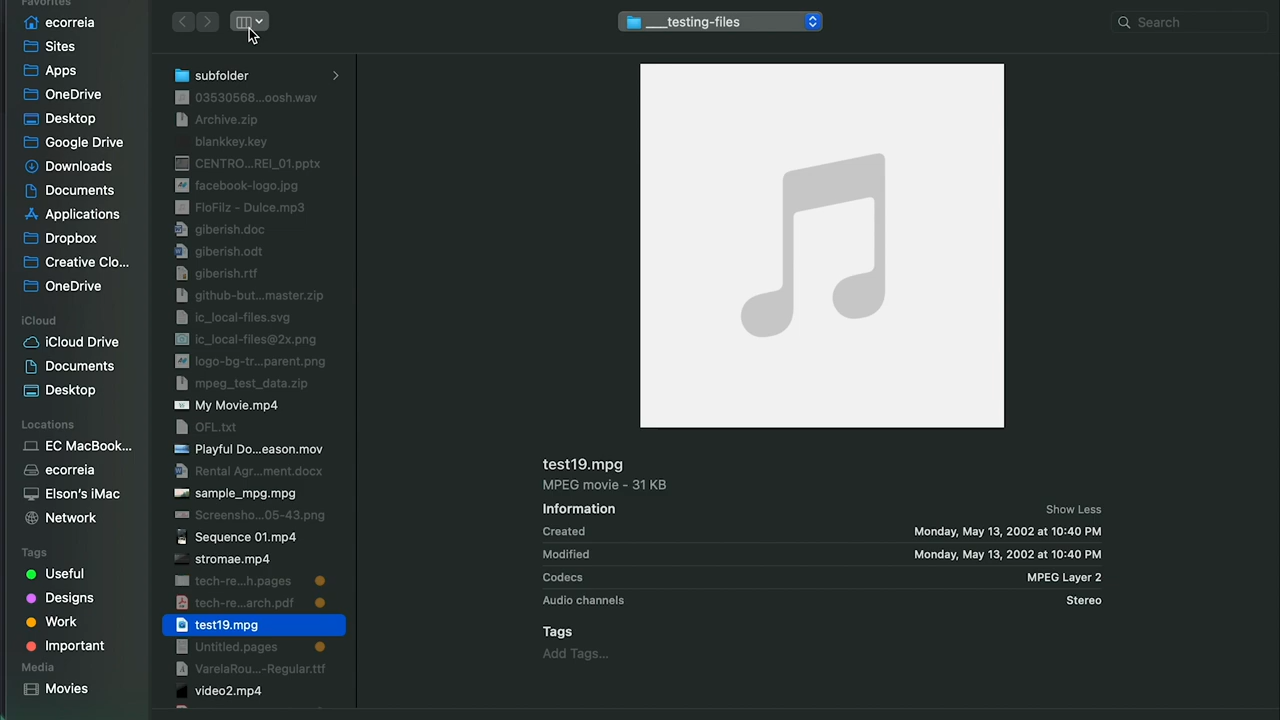 Favorites
ecorreia
Sites
Apps
OneDrive
Desktop
Google Drive
Downloads
Documents
Applications
Dropbox
Creative Clo...
OneDrive
iCloud
iCloud Drive
Documents
Desktop
Locations
EC MacBook...
ecorreia
Elson's iMac
Network
Tags
Useful
Designs
Work
Important
Media
Movies
___testing-files
Search
subfolder
03530568...oosh.wav
Archive.zip
blankkey.key
CENTRO...REI_01.pptx
facebook-logo.jpg
FloFilz - Dulce.mp3
giberish.doc
giberish.odt
giberish.rtf
github-but...master.zip
ic_local-files.svg
ic_local-files@2x.png
logo-bg-tr...parent.png
mpeg_test_data.zip
My Movie.mp4
OFL.txt
Playful Do...eason.mov
Rental Agr...ment.docx
sample_mpg.mpg
Screensho...05-43.png
Sequence 01.mp4
stromae.mp4
tech-re...h.pages
tech-re...arch.pdf
test19.mpg
Untitled.pages
VarelaRou...-Regular.ttf
video2.mp4
test19.mpg
MPEG movie - 31 KB
Information Show Less
Created Monday, May 13, 2002 at 10:40 PM
Modified Monday, May 13, 2002 at 10:40 PM
Codecs MPEG Layer 2
Audio channels Stereo
Tags
Add Tags...